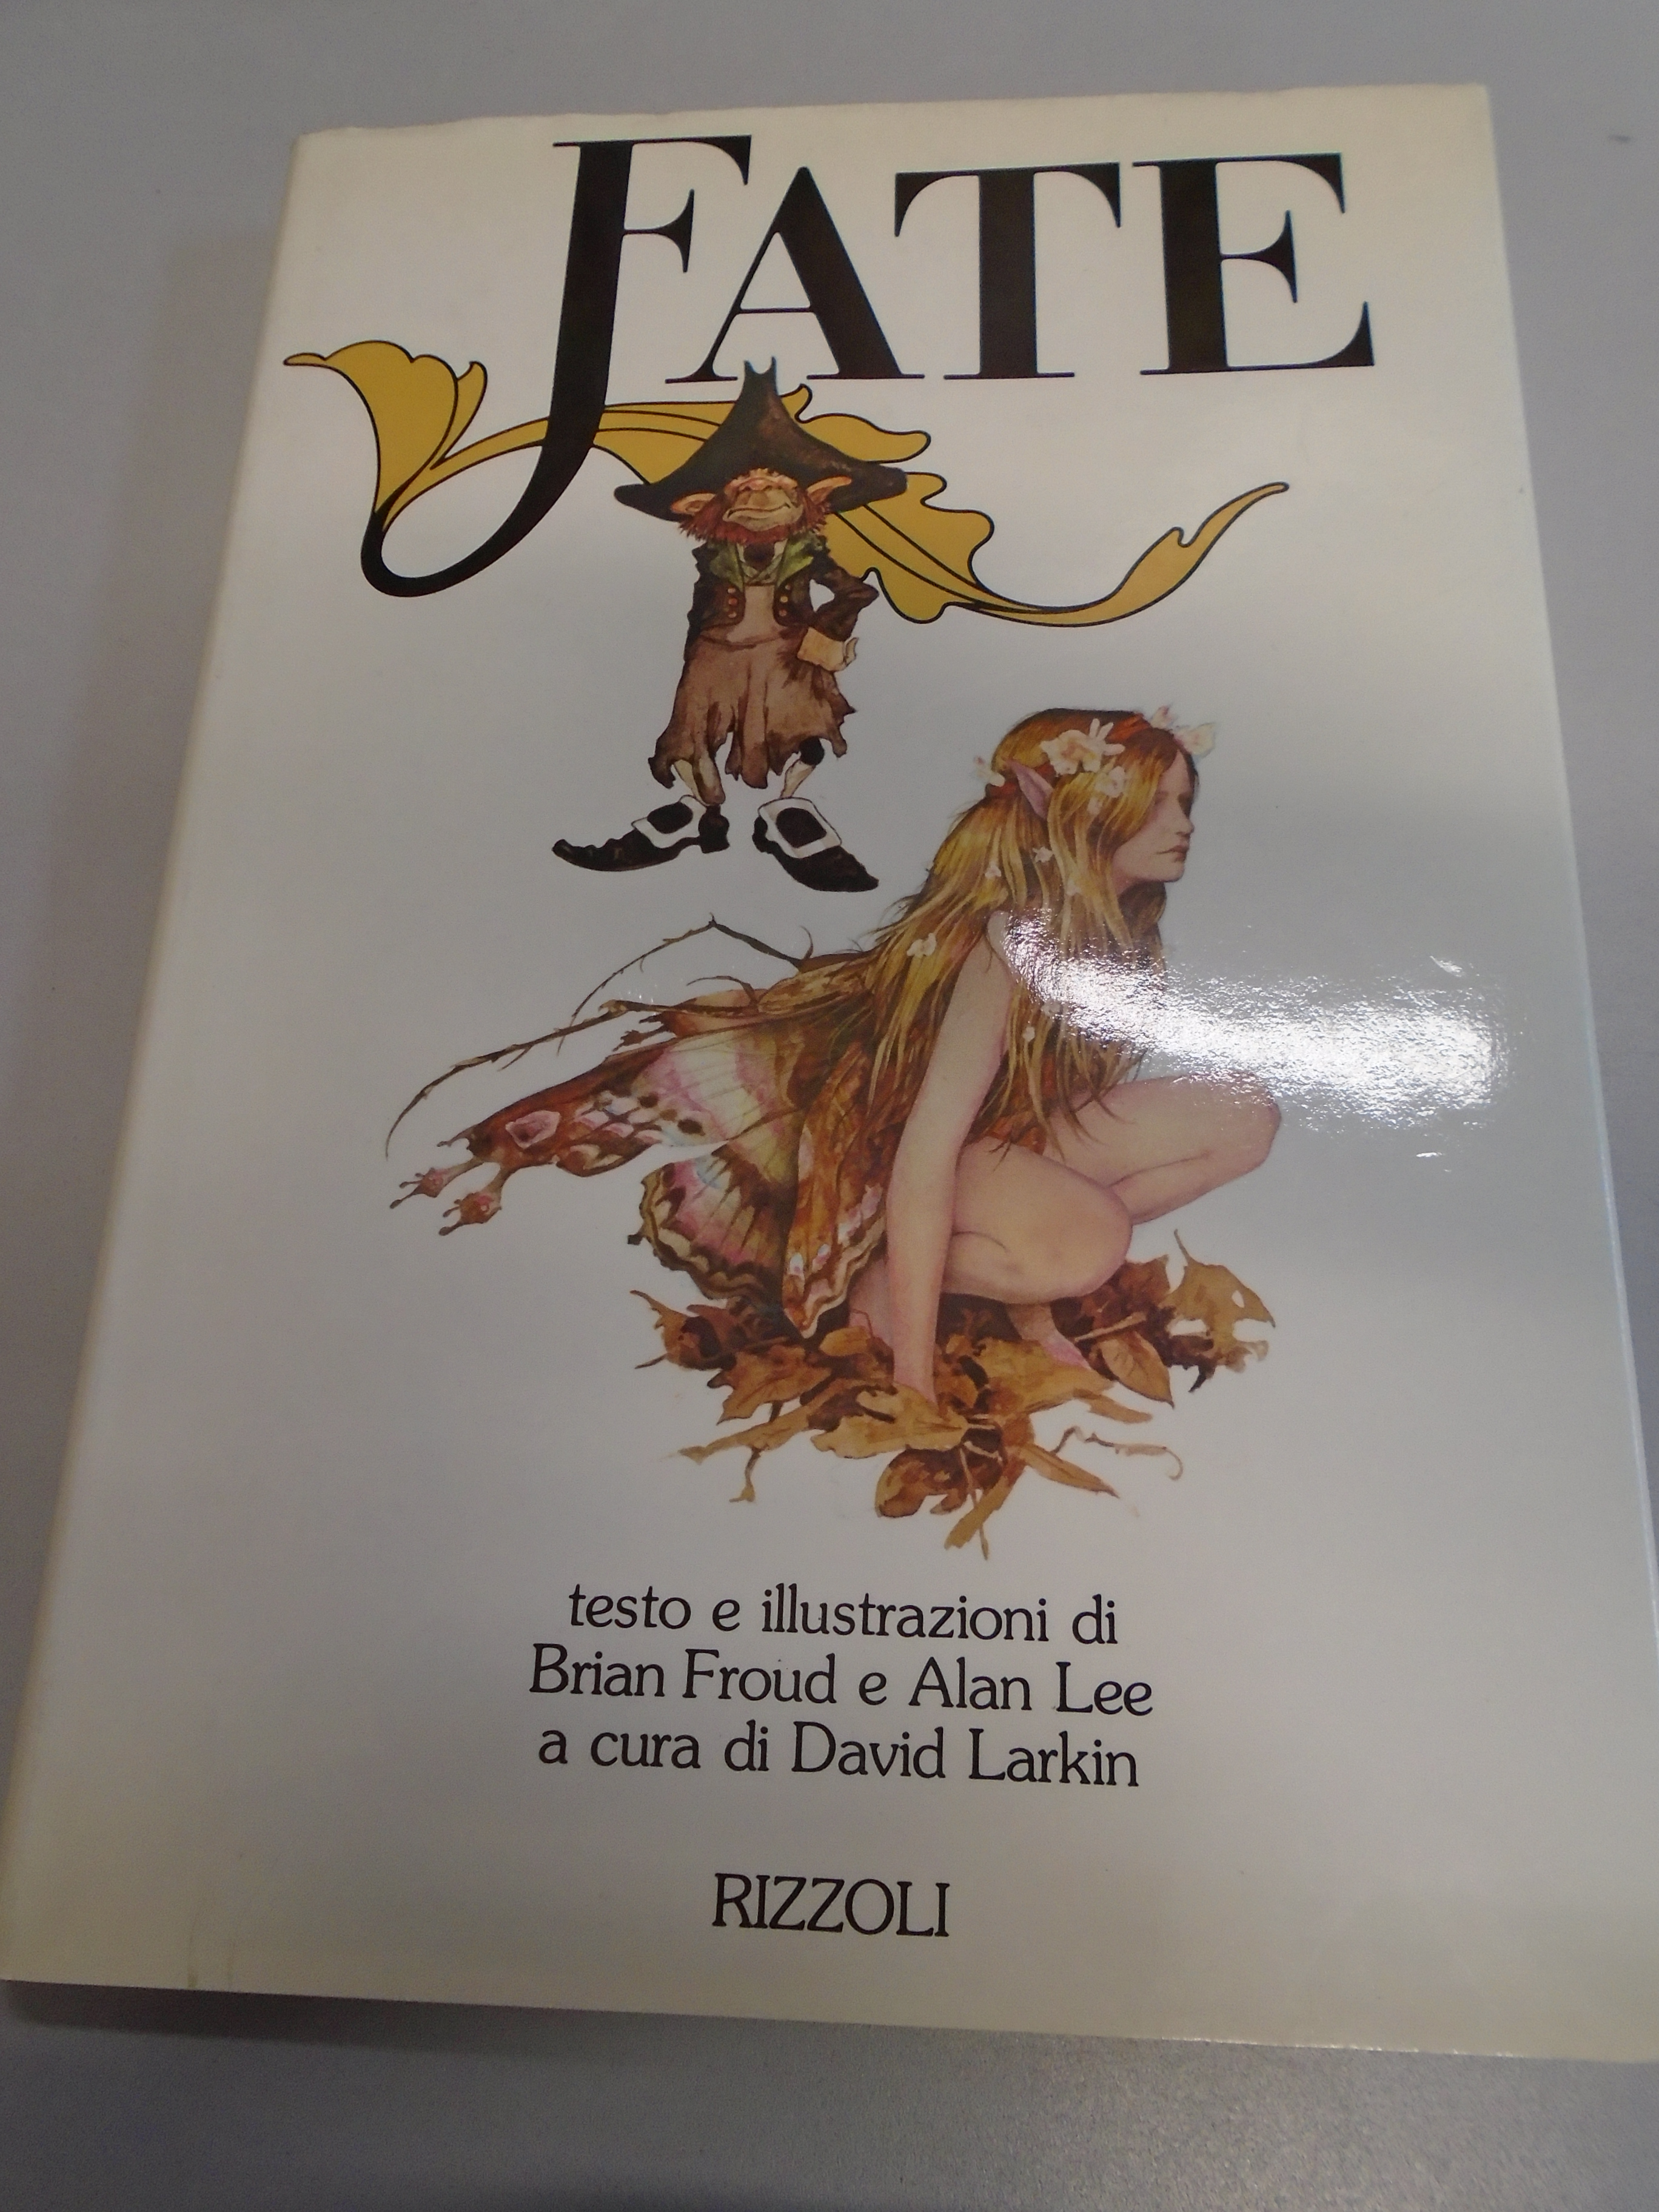 FATE
testo e illustrazioni di
Brian Froud e Alan Lee
a cura di David Larkin
RIZZOLI